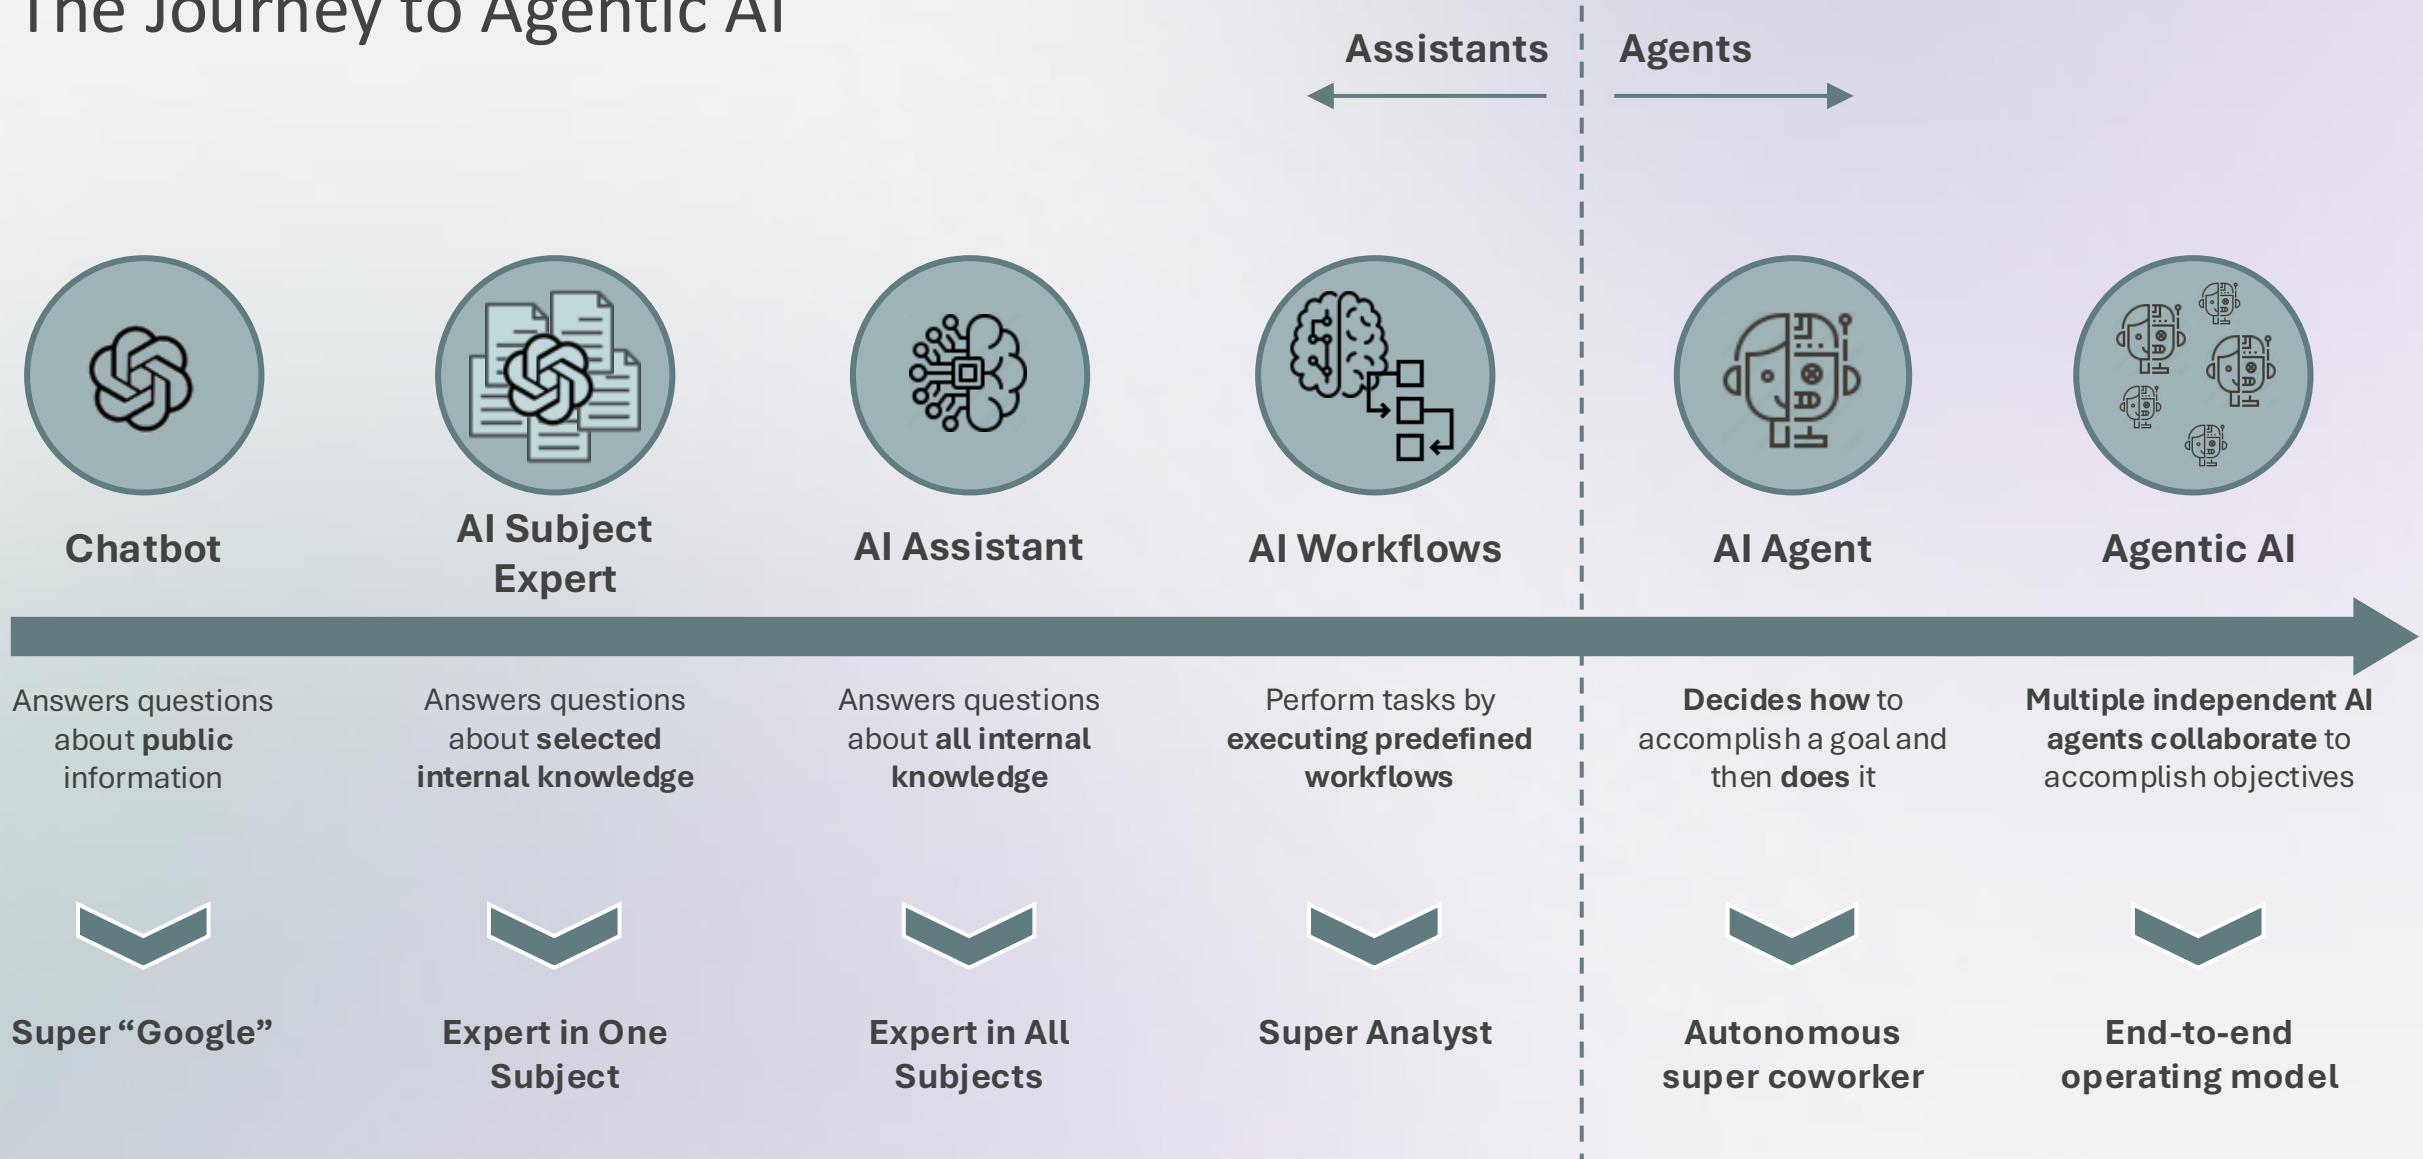 The Journey to Agentic AI
Assistants
Agents
Chatbot
AI Subject
Expert
AI Assistant
AI Workflows
AI Agent
Agentic AI
Answers questions
about public
information
Answers questions
about selected
internal knowledge
Answers questions
about all internal
knowledge
Perform tasks by
executing predefined
workflows
Decides how to
accomplish a goal and
then does it
Multiple independent AI
agents collaborate to
accomplish objectives
Super “Google”
Expert in One
Subject
Expert in All
Subjects
Super Analyst
Autonomous
super coworker
End-to-end
operating model